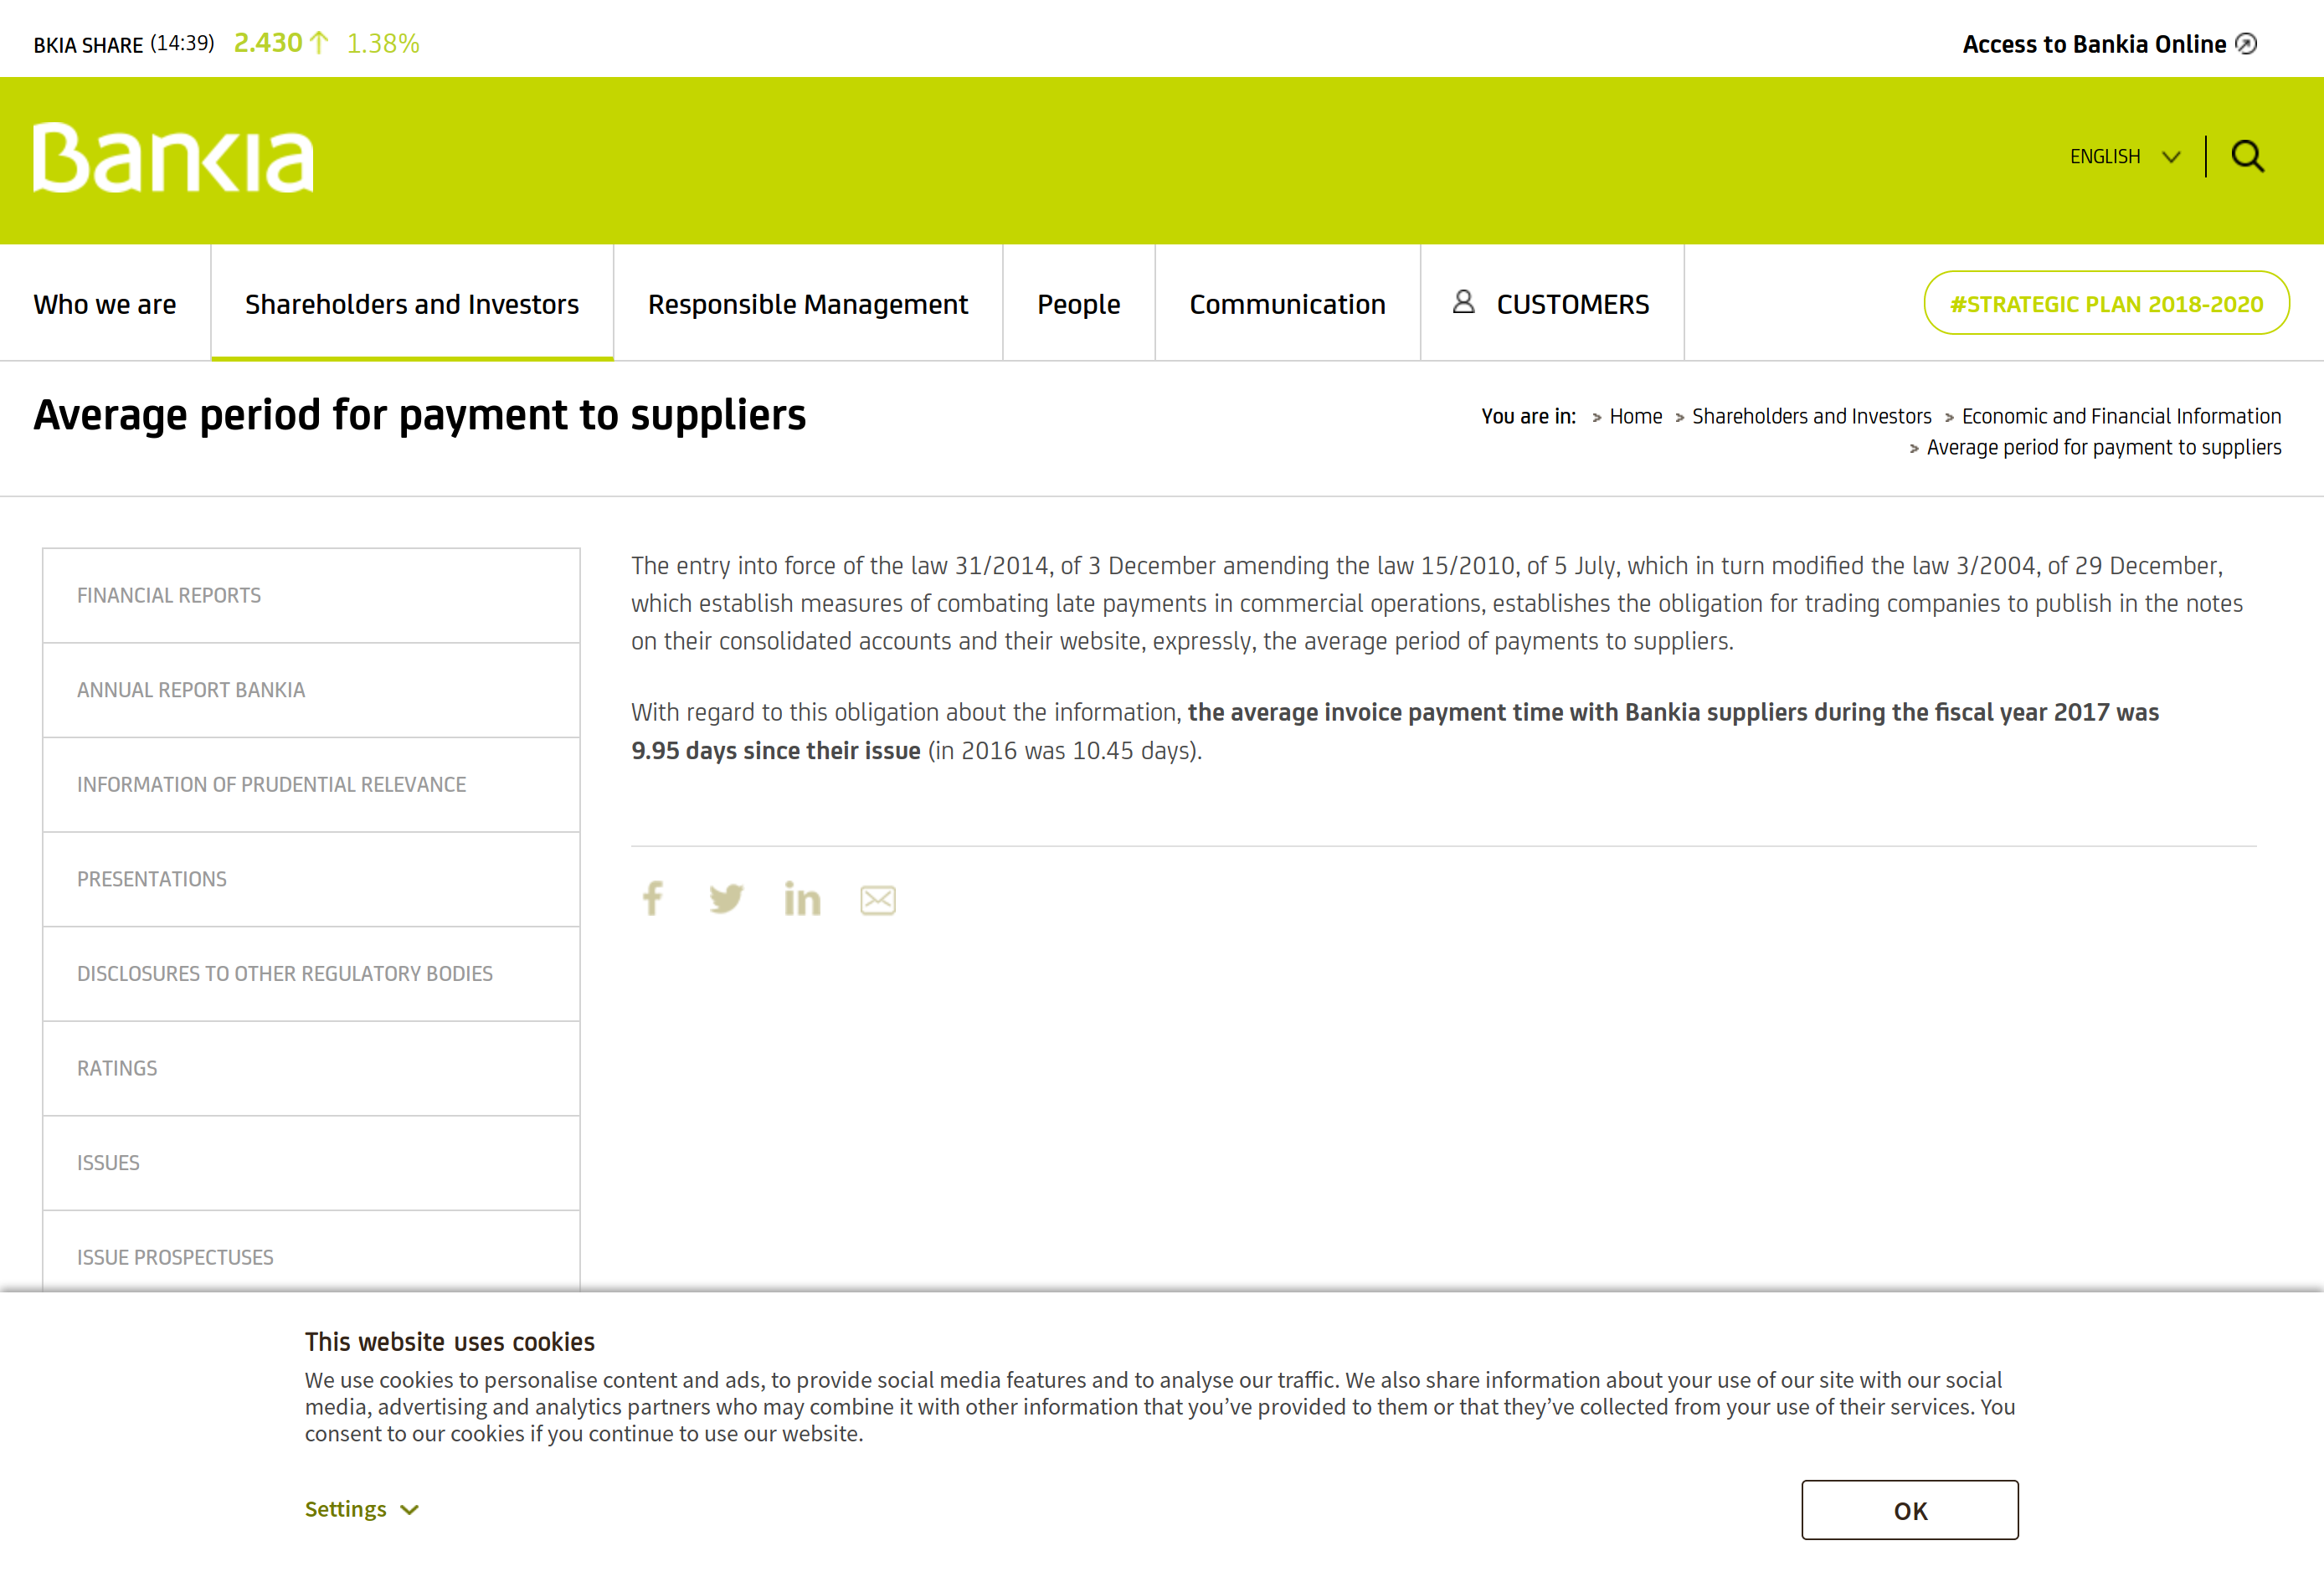 BKIA SHARE (14:39) 2.430 1.38%
Access to Bankia Online
Bankia
ENGLISH
Who we are
Shareholders and Investors
Responsible Management
People
Communication
CUSTOMERS
#STRATEGIC PLAN 2018-2020
Average period for payment to suppliers
You are in: > Home > Shareholders and Investors > Economic and Financial Information
> Average period for payment to suppliers
FINANCIAL REPORTS
ANNUAL REPORT BANKIA
INFORMATION OF PRUDENTIAL RELEVANCE
PRESENTATIONS
DISCLOSURES TO OTHER REGULATORY BODIES
RATINGS
ISSUES
ISSUE PROSPECTUSES
The entry into force of the law 31/2014, of 3 December amending the law 15/2010, of 5 July, which in turn modified the law 3/2004, of 29 December,
which establish measures of combating late payments in commercial operations, establishes the obligation for trading companies to publish in the notes
on their consolidated accounts and their website, expressly, the average period of payments to suppliers.
With regard to this obligation about the information, the average invoice payment time with Bankia suppliers during the fiscal year 2017 was
9.95 days since their issue (in 2016 was 10.45 days).
This website uses cookies
We use cookies to personalise content and ads, to provide social media features and to analyse our traffic. We also share information about your use of our site with our social
media, advertising and analytics partners who may combine it with other information that you've provided to them or that they've collected from your use of their services. You
consent to our cookies if you continue to use our website.
Settings
OK